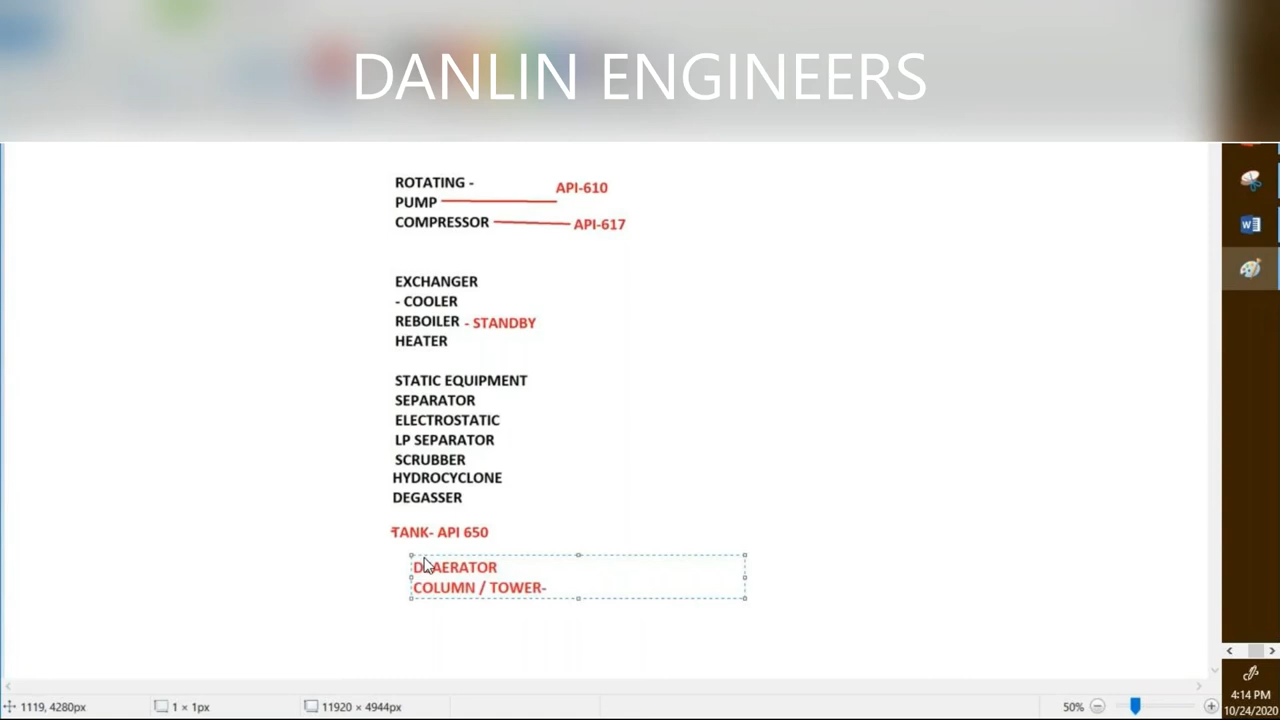 DANLIN ENGINEERS
ROTATING - API-610
PUMP
COMPRESSOR API-617
EXCHANGER
- COOLER
REBOILER - STANDBY
HEATER
STATIC EQUIPMENT
SEPARATOR
ELECTROSTATIC
LP SEPARATOR
SCRUBBER
HYDROCYCLONE
DEGASSER
TANK- API 650
COLUMN / TOWER-
1119, 4280px
1 × 1px
11920 × 4944px
50%
4:14 PM
10/24/2020